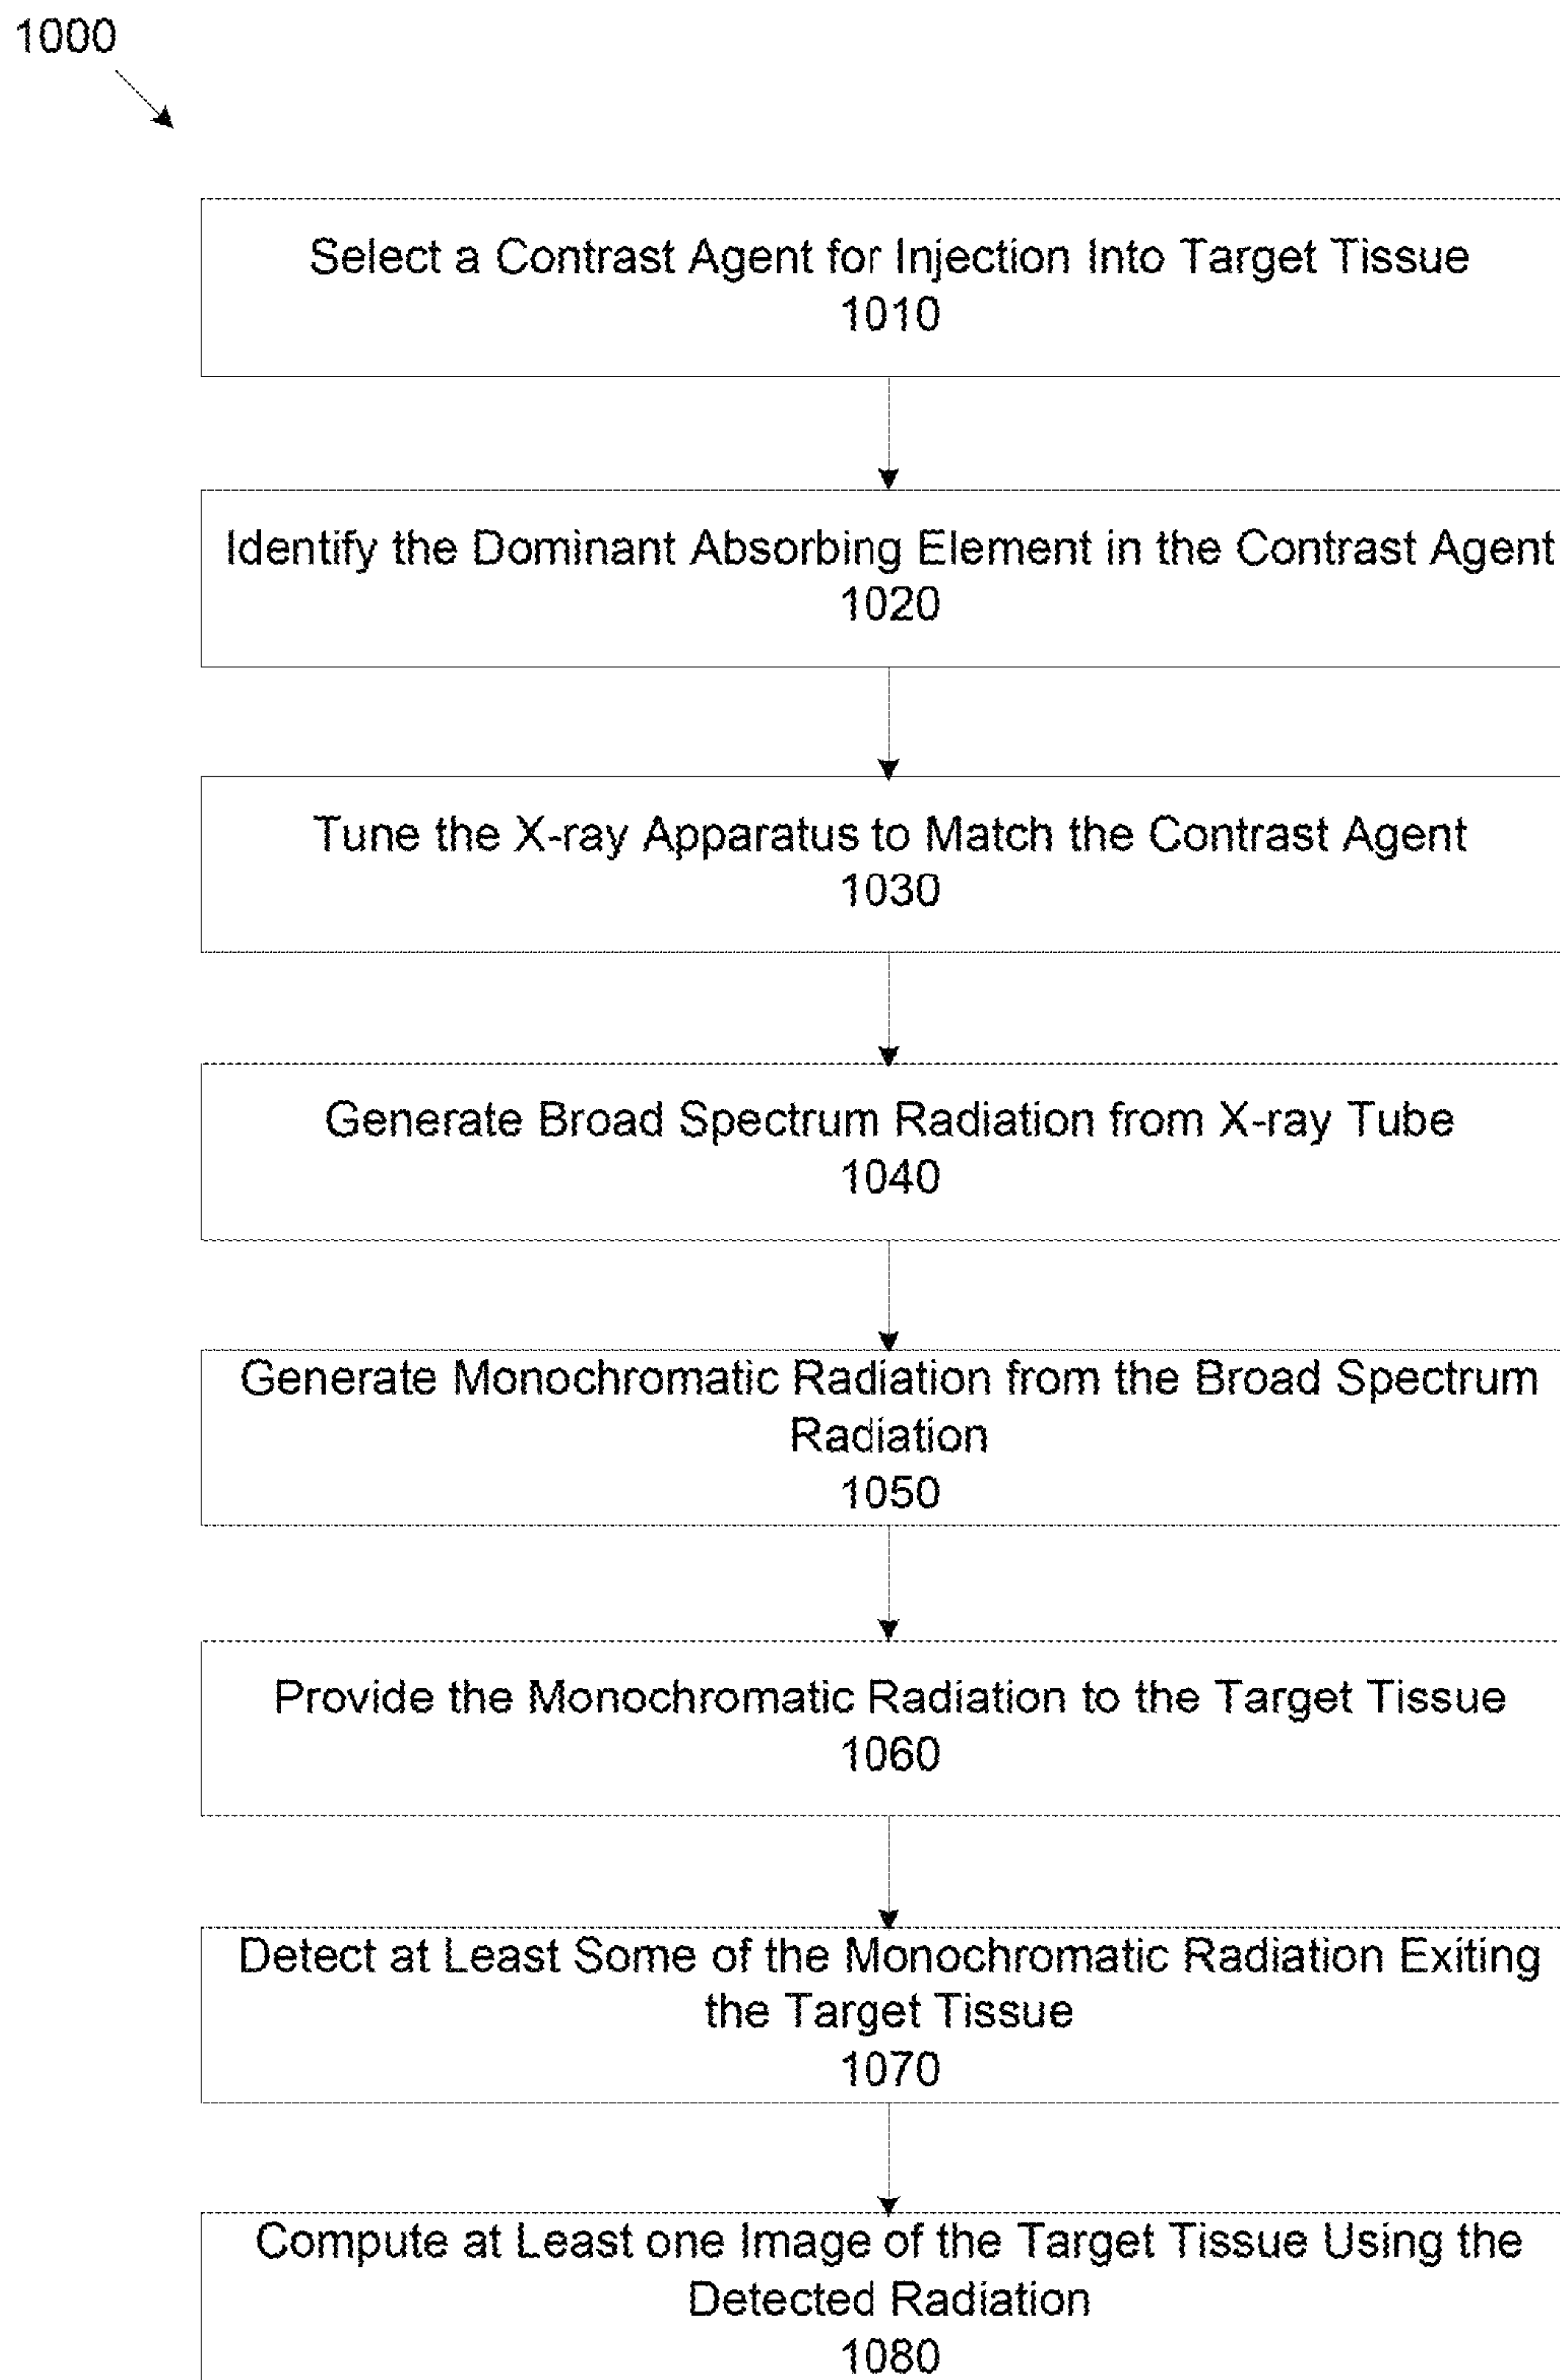 1000
Select a Contrast Agent for Injection Into Target Tissue
1010
Identify the Dominant Absorbing Element in the Contrast Agent
1020
Tune the X-ray Apparatus to Match the Contrast Agent
1030
Generate Broad Spectrum Radiation from X-ray Tube
1040
Generate Monochromatic Radiation from the Broad Spectrum
Radiation
1050
Provide the Monochromatic Radiation to the Target Tissue
1060
Detect at Least Some of the Monochromatic Radiation Exiting
the Target Tissue
1070
Compute at Least one Image of the Target Tissue Using the
Detected Radiation
1080